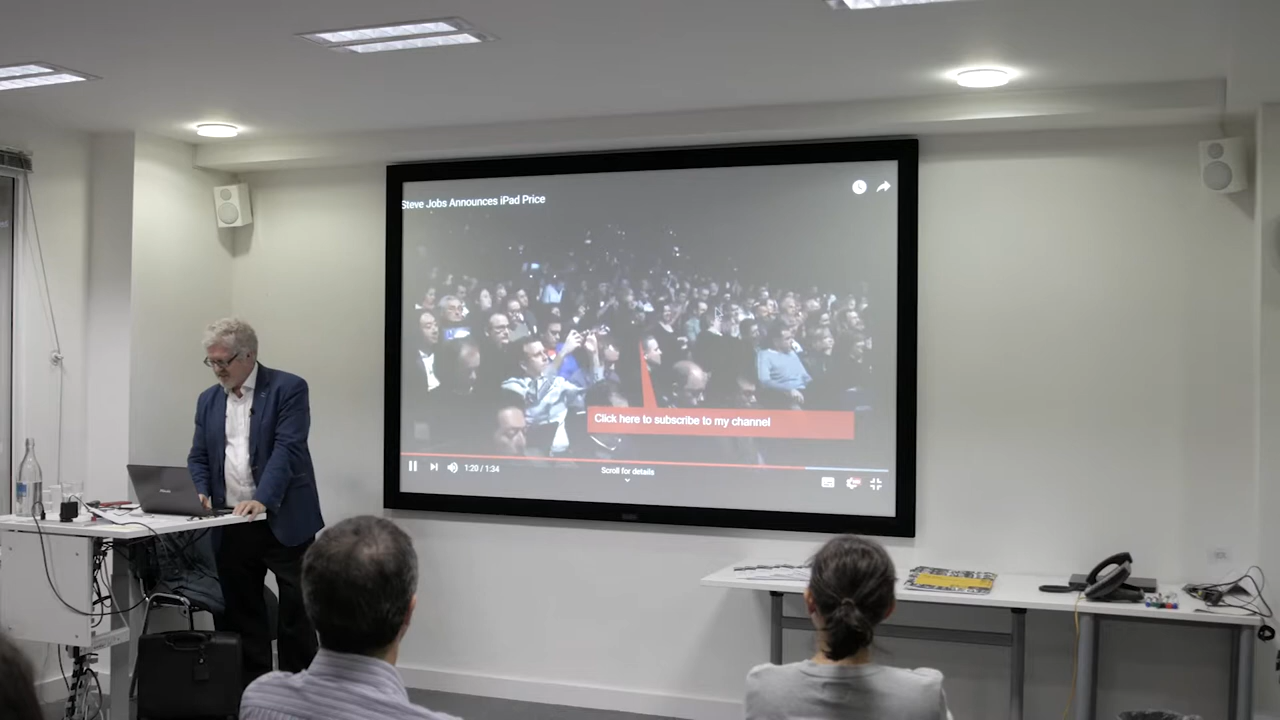 Steve Jobs Announces iPad Price
Click here to subscribe to my channel
1:20 / 1:34
Scroll for details